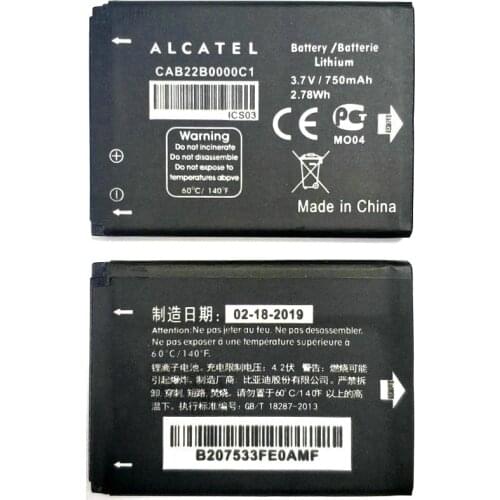 ALCATEL
CAB22B0000C1
ICS03
Warning
Do not incinerate
Do not disassemble
Do not expose to
temperatures above
60°C/ 140°F
Battery /Batterie
Lithium
3.7V / 750mAh
2.78Wh
CE
MO04
Made in China
制造日期: 02-18-2019
Attention:Ne pas jeter au feu. Ne pas disassembler.
Ne pas exposer a une température supérieure à
60°C/140°F.
锂离子电池。充电限制电压：4.2伏 警告：燃烧可能
引起爆炸。制造厂商：比亚迪股份有限公司 严禁拆
卸, 穿刺, 短路, 焚烧。请勿置于60°C/140°F以上的高
温下。执行标准编号：GB/T 18287-2013
B207533FE0AMF